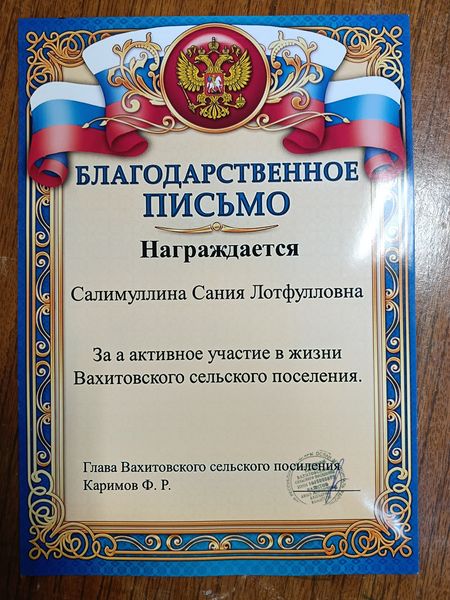 БЛАГОДАРСТВЕННОЕ
ПИСЬМО
Награждается
Салимуллина Сания Лотфулловна
За а активное участие в жизни
Вахитовского сельского поселения.
Глава Вахитовского сельского посиления
Каримов Ф. Р.